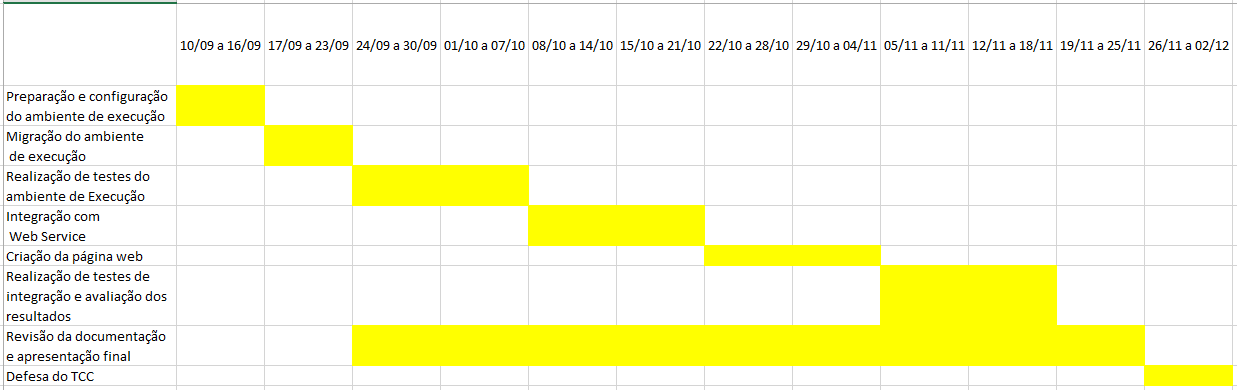 10/09 a 16/09 17/09 a 23/09 24/09 a 30/09 01/10 a 07/10 08/10 a 14/10 15/10 a 21/10 22/10 a 28/10 29/10 a 04/11 05/11 a 11/11 12/11 a 18/11 19/11 a 25/11 26/11 a 02/12
Preparação e configuração
do ambiente de execução
Migração do ambiente
de execução
Realização de testes do
ambiente de Execução
Integração com
Web Service
Criação da página web
Realização de testes de
integração e avaliação dos
resultados
Revisão da documentação
e apresentação final
Defesa do TCC